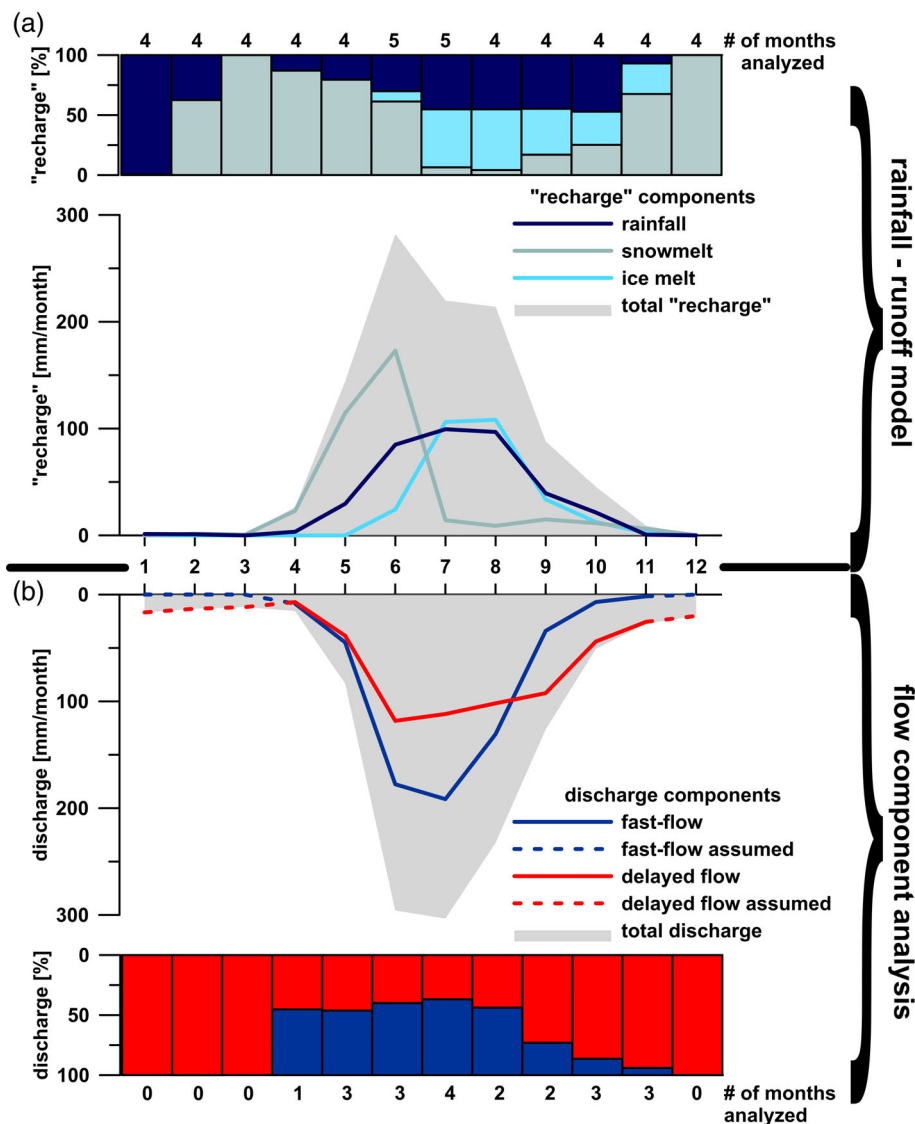 (a)
4 4 4 4 4 5 5 4 4 4 4 4 # of months
analyzed
"recharge" [%]
100
50
0
"recharge" components
rainfall
snowmelt
ice melt
total "recharge"
"recharge" [mm/month]
300
200
100
0
rainfall - runoff model
1 2 3 4 5 6 7 8 9 10 11 12
(b)
discharge [mm/month]
0
100
200
300
discharge components
fast-flow
fast-flow assumed
delayed flow
delayed flow assumed
total discharge
discharge [%]
0
50
100
0 0 0 1 3 3 4 2 2 3 3 0 # of months
analyzed
flow component analysis